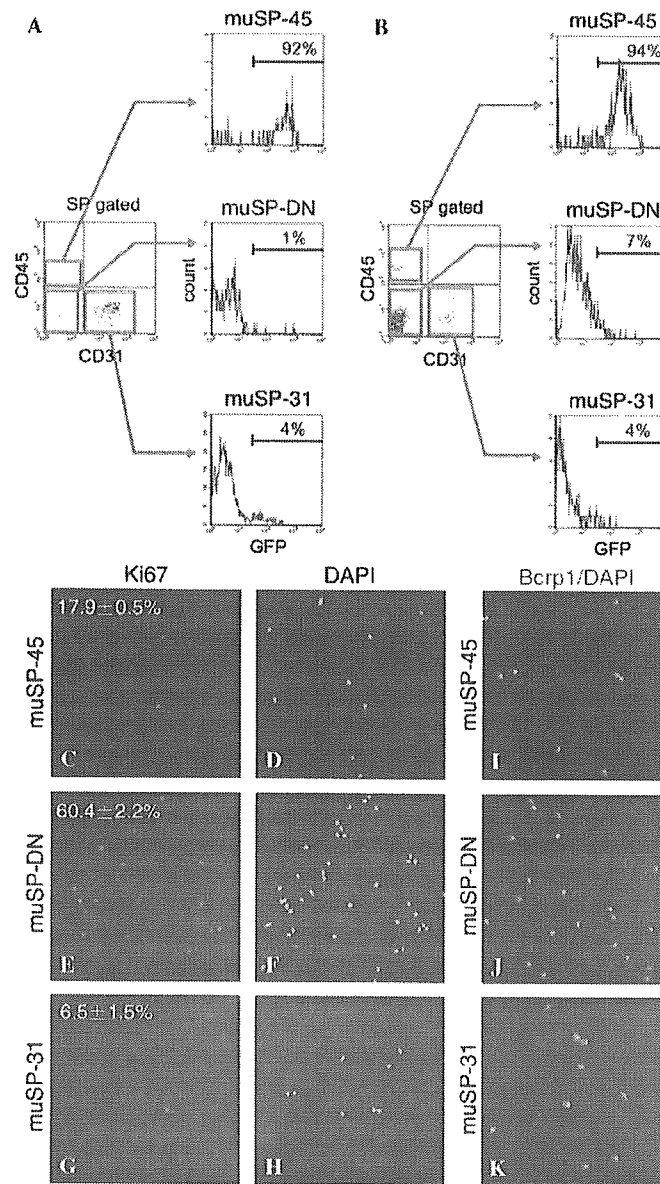 A
muSP-45
92%
SP gated
CD45
CD31
muSP-DN
1%
count
muSP-31
4%
GFP
B
muSP-45
94%
SP gated
CD45
CD31
muSP-DN
7%
count
muSP-31
4%
GFP
Ki67
DAPI
Bcrp1/DAPI
muSP-45
17.9±0.5%
C
D
muSP-45
I
muSP-DN
60.4±2.2%
E
F
muSP-DN
J
muSP-31
6.5±1.5%
G
H
muSP-31
K